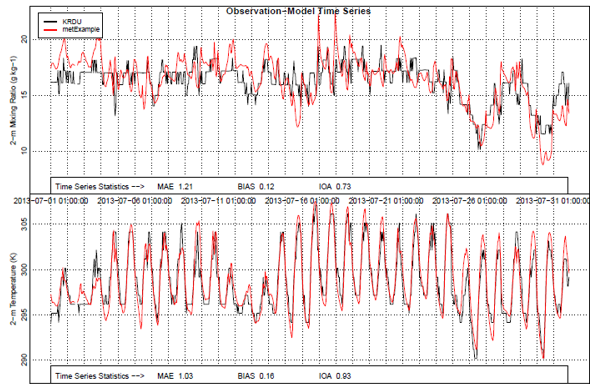 Observation-Model Time Series
KRDU
metExample
2-m Mixing Ratio (g kg-1)
20
15
10
Time Series Statistics --> MAE 1.21 BIAS 0.12 IOA 0.73
2013-07-01 01:00:00 2013-07-06 01:00:00 2013-07-11 01:00:00 2013-07-16 01:00:00 2013-07-21 01:00:00 2013-07-26 01:00:00 2013-07-31 01:00:00
2-m Temperature (K)
305
300
295
290
Time Series Statistics --> MAE 1.03 BIAS 0.16 IOA 0.93